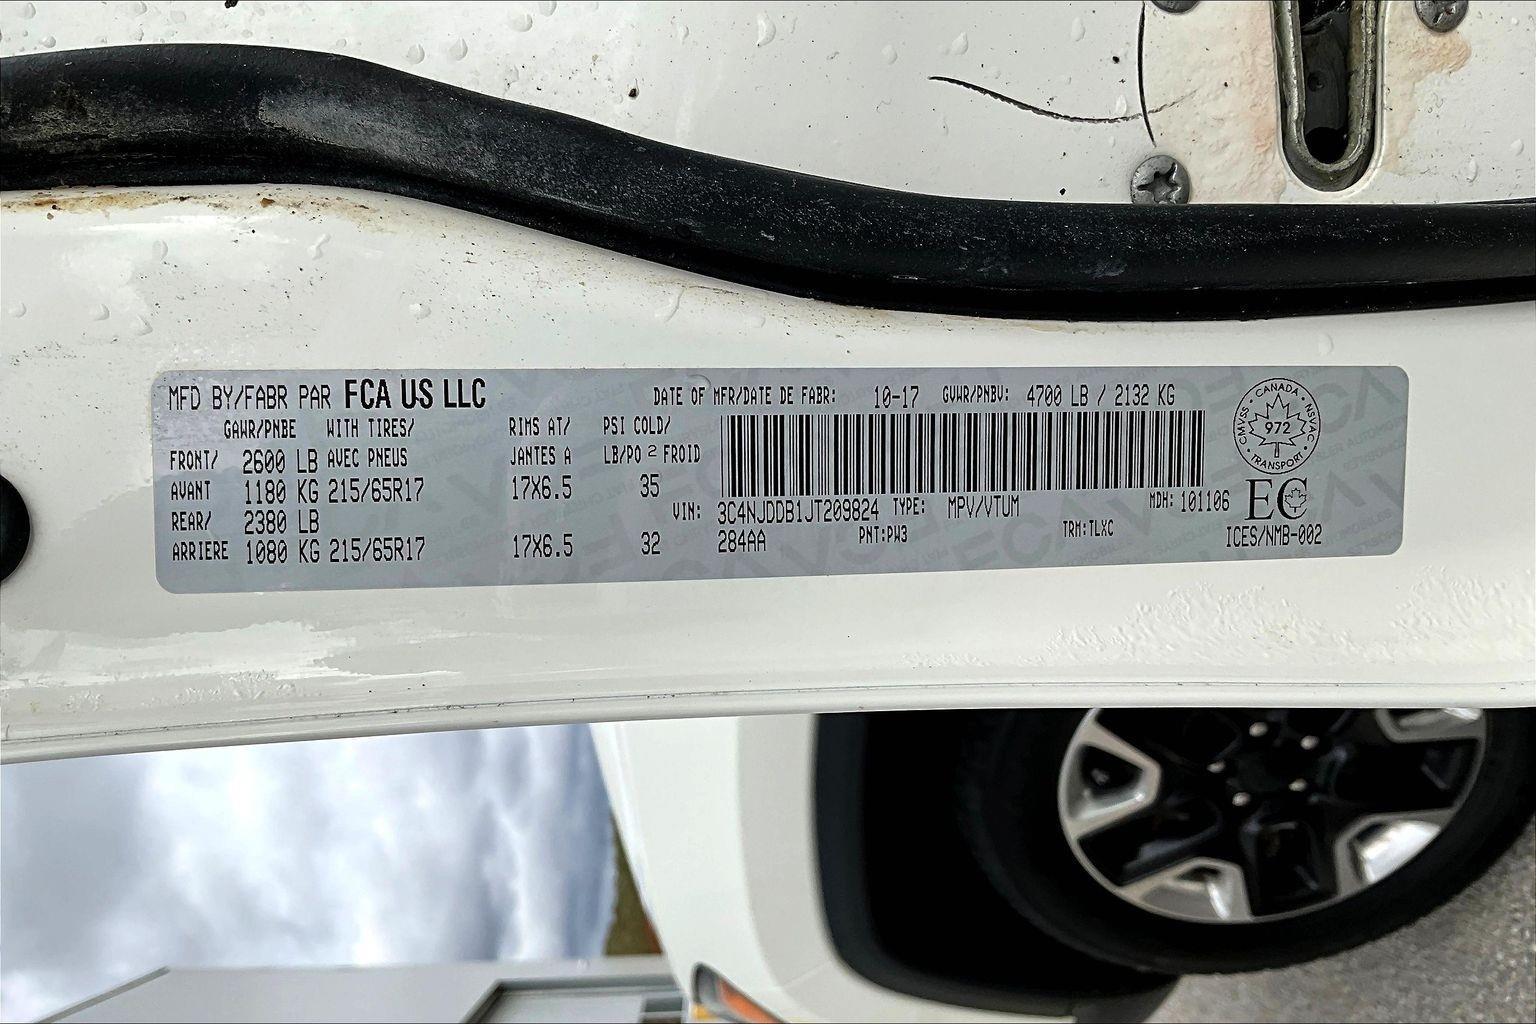 MFD BY/FABR PAR FCA US LLC DATE OF MFR/DATE DE FABR: 10-17 GVWR/PNBV: 4700 LB / 2132 KG
GAWR/PNBE WITH TIRES/ RIMS AT/ PSI COLD/
FRONT/ 2600 LB AVEC PNEUS JANTES A LB/PO 2 FROID
AVANT 1180 KG 215/65R17 17X6.5 35
REAR/ 2380 LB
ARRIERE 1080 KG 215/65R17 17X6.5 32
VIN: 3C4NJDDB1JT209824 TYPE: MPV/VTUM MDH: 101106
284AA PNT:PW3 TRM:TLXC
CANADA
CMVSS • NSVAC
972
TRANSPORT
EC
ICES/NMB-002